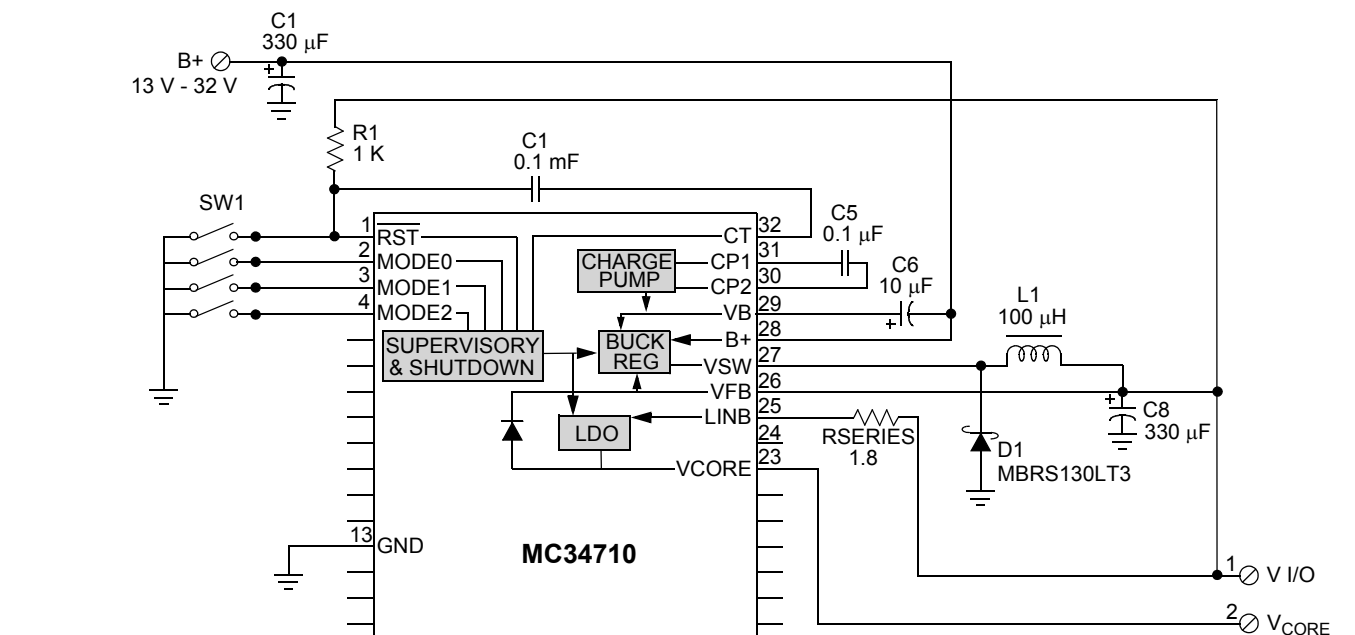 C1
330 μF
B+
13 V - 32 V
R1
1 K
C1
0.1 mF
SW1
1
RST
2
MODE0
3
MODE1
4
MODE2
SUPERVISORY
& SHUTDOWN
CHARGE
PUMP
BUCK
REG
LDO
32
CT
31
CP1
30
CP2
29
VB
28
B+
27
VSW
26
VFB
25
LINB
24
23
VCORE
C5
0.1 μF
C6
10 μF
+
L1
100 μH
+
C8
330 μF
RSERIES
1.8
D1
MBRS130LT3
13
GND
MC34710
1
V I/O
2
VCORE
+